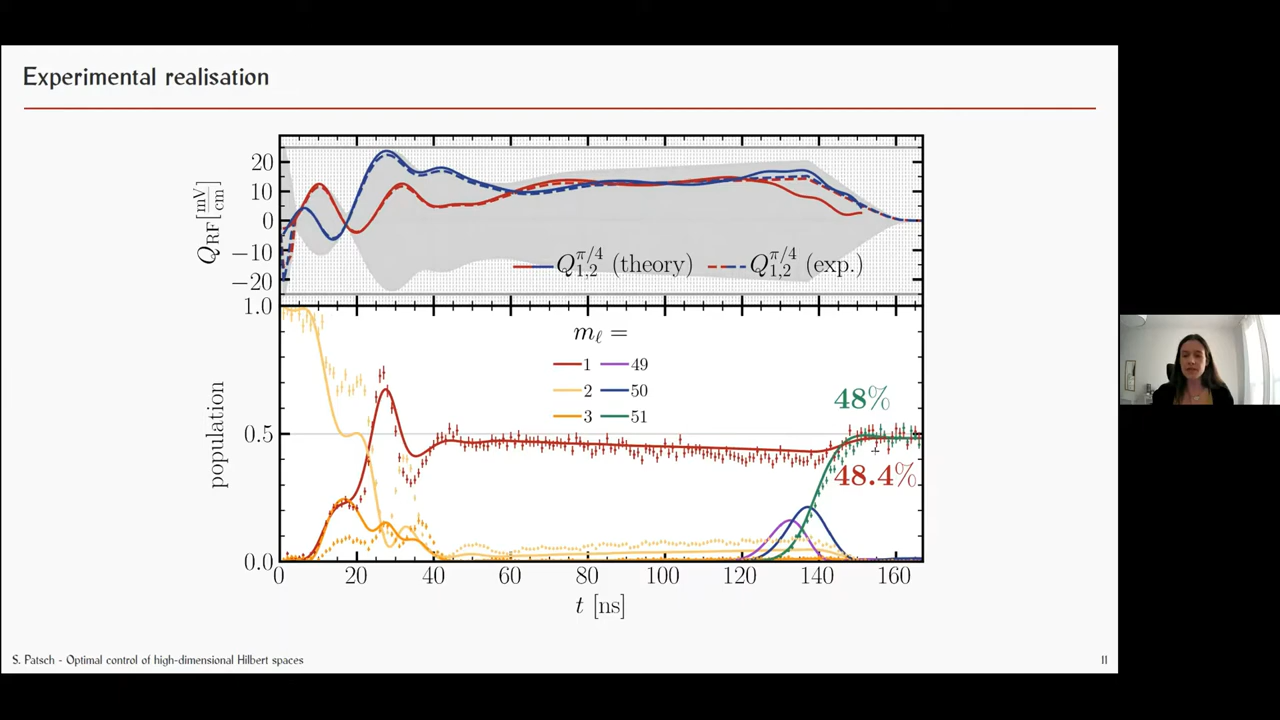 Experimental realisation
20
10
0
−10
−20
Q_RF [mV/cm]
Q_{1,2}^{π/4} (theory) Q_{1,2}^{π/4} (exp.)
1.0
0.5
0.0
population
m_ℓ =
1 49
2 50
3 51
48%
48.4%
0 20 40 60 80 100 120 140 160
t [ns]
S. Patsch - Optimal control of high-dimensional Hilbert spaces
11